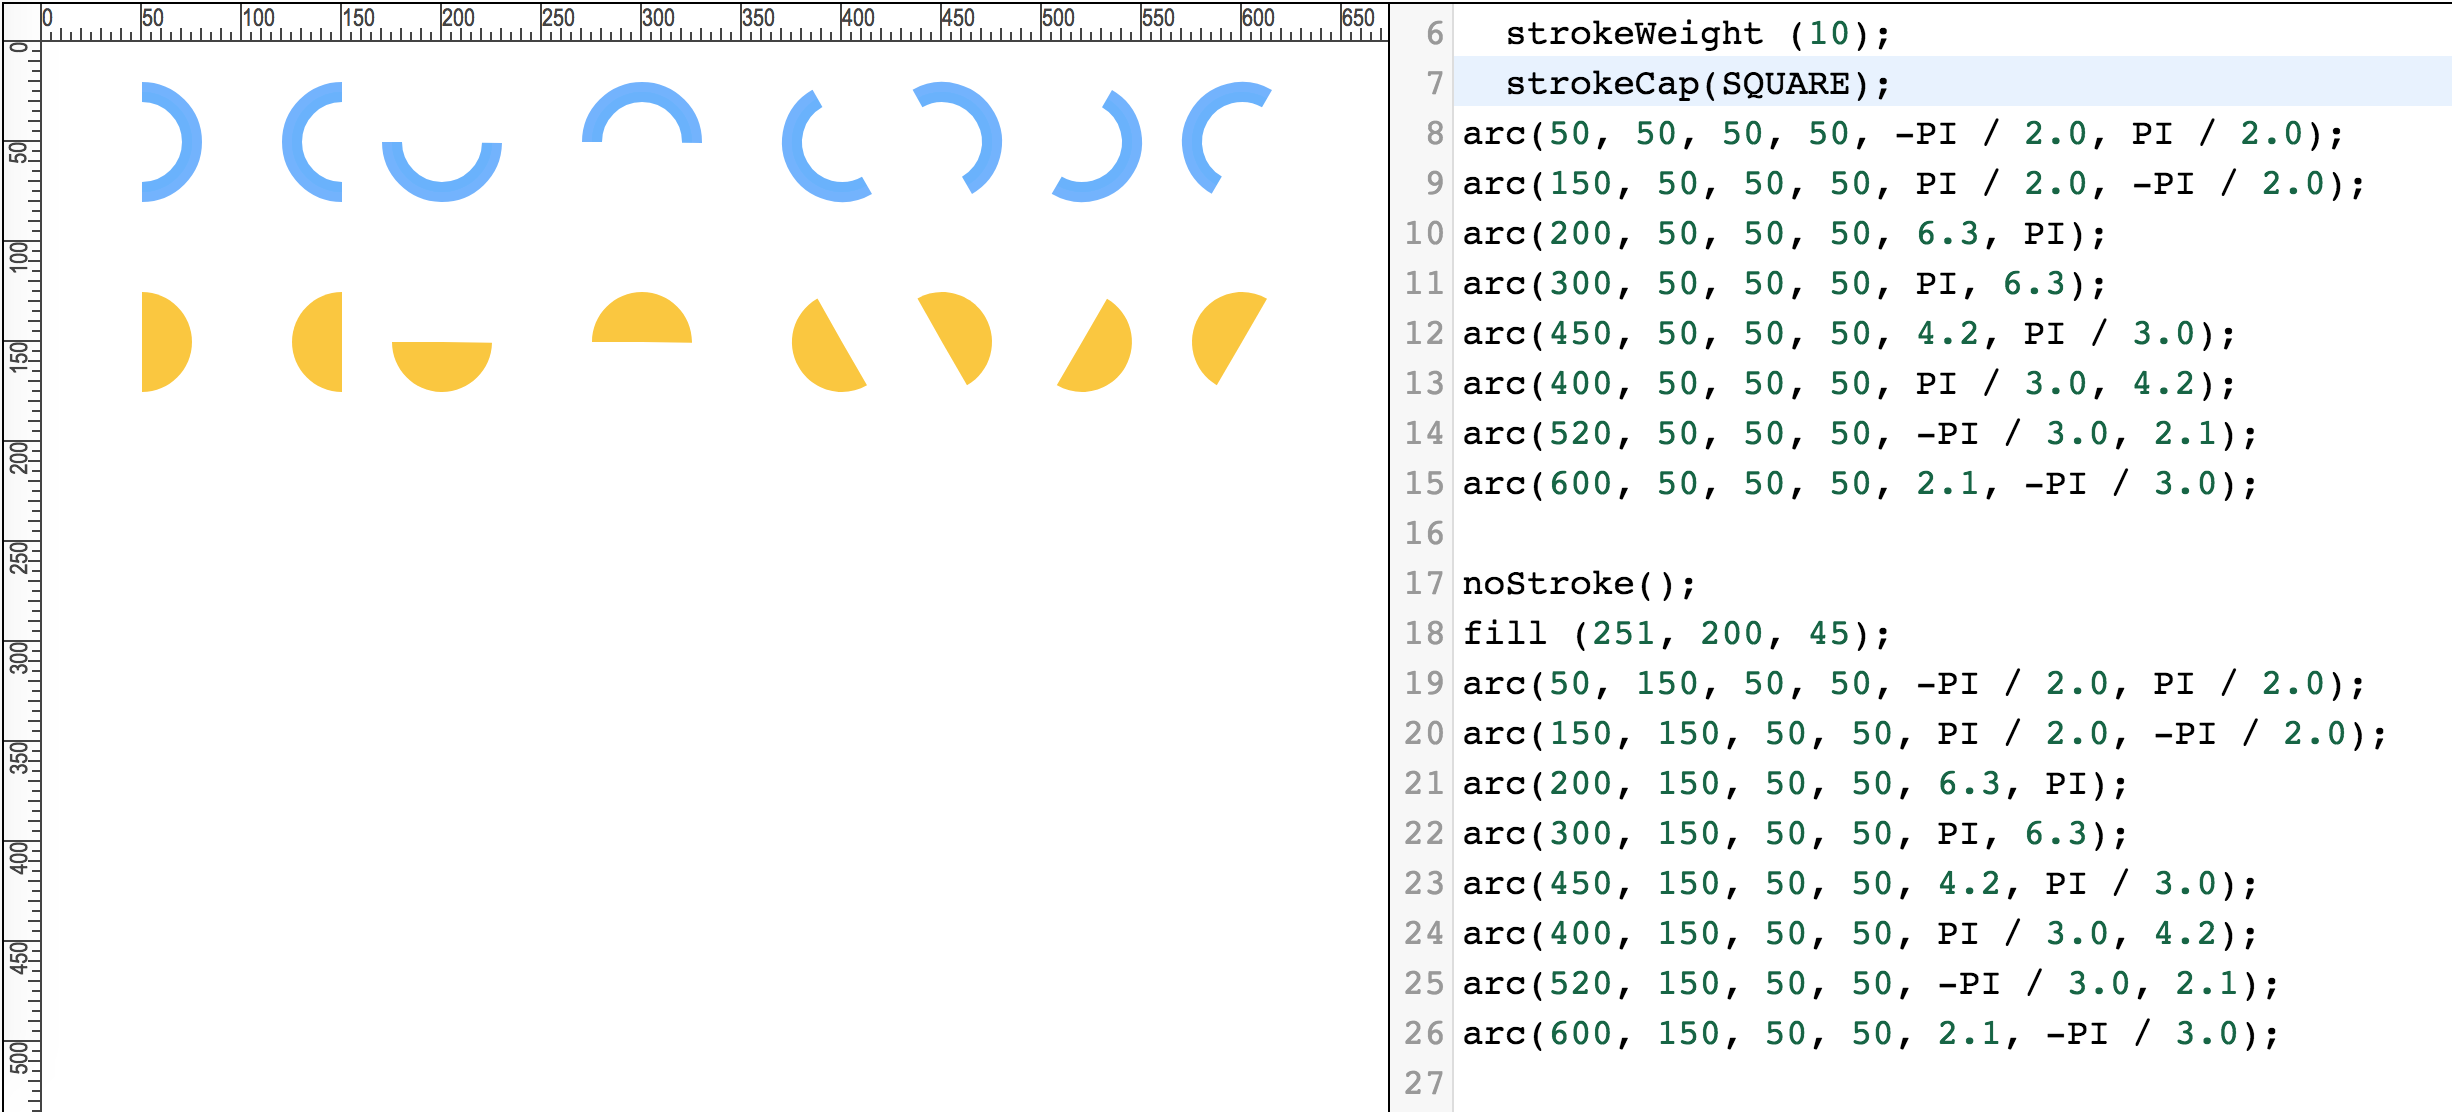 0 50 100 150 200 250 300 350 400 450 500 550 600 650
0
50
100
150
200
250
300
350
400
450
500
6 strokeWeight (10);
7 strokeCap(SQUARE);
8 arc(50, 50, 50, 50, -PI / 2.0, PI / 2.0);
9 arc(150, 50, 50, 50, PI / 2.0, -PI / 2.0);
10 arc(200, 50, 50, 50, 6.3, PI);
11 arc(300, 50, 50, 50, PI, 6.3);
12 arc(450, 50, 50, 50, 4.2, PI / 3.0);
13 arc(400, 50, 50, 50, PI / 3.0, 4.2);
14 arc(520, 50, 50, 50, -PI / 3.0, 2.1);
15 arc(600, 50, 50, 50, 2.1, -PI / 3.0);
16
17 noStroke();
18 fill (251, 200, 45);
19 arc(50, 150, 50, 50, -PI / 2.0, PI / 2.0);
20 arc(150, 150, 50, 50, PI / 2.0, -PI / 2.0);
21 arc(200, 150, 50, 50, 6.3, PI);
22 arc(300, 150, 50, 50, PI, 6.3);
23 arc(450, 150, 50, 50, 4.2, PI / 3.0);
24 arc(400, 150, 50, 50, PI / 3.0, 4.2);
25 arc(520, 150, 50, 50, -PI / 3.0, 2.1);
26 arc(600, 150, 50, 50, 2.1, -PI / 3.0);
27